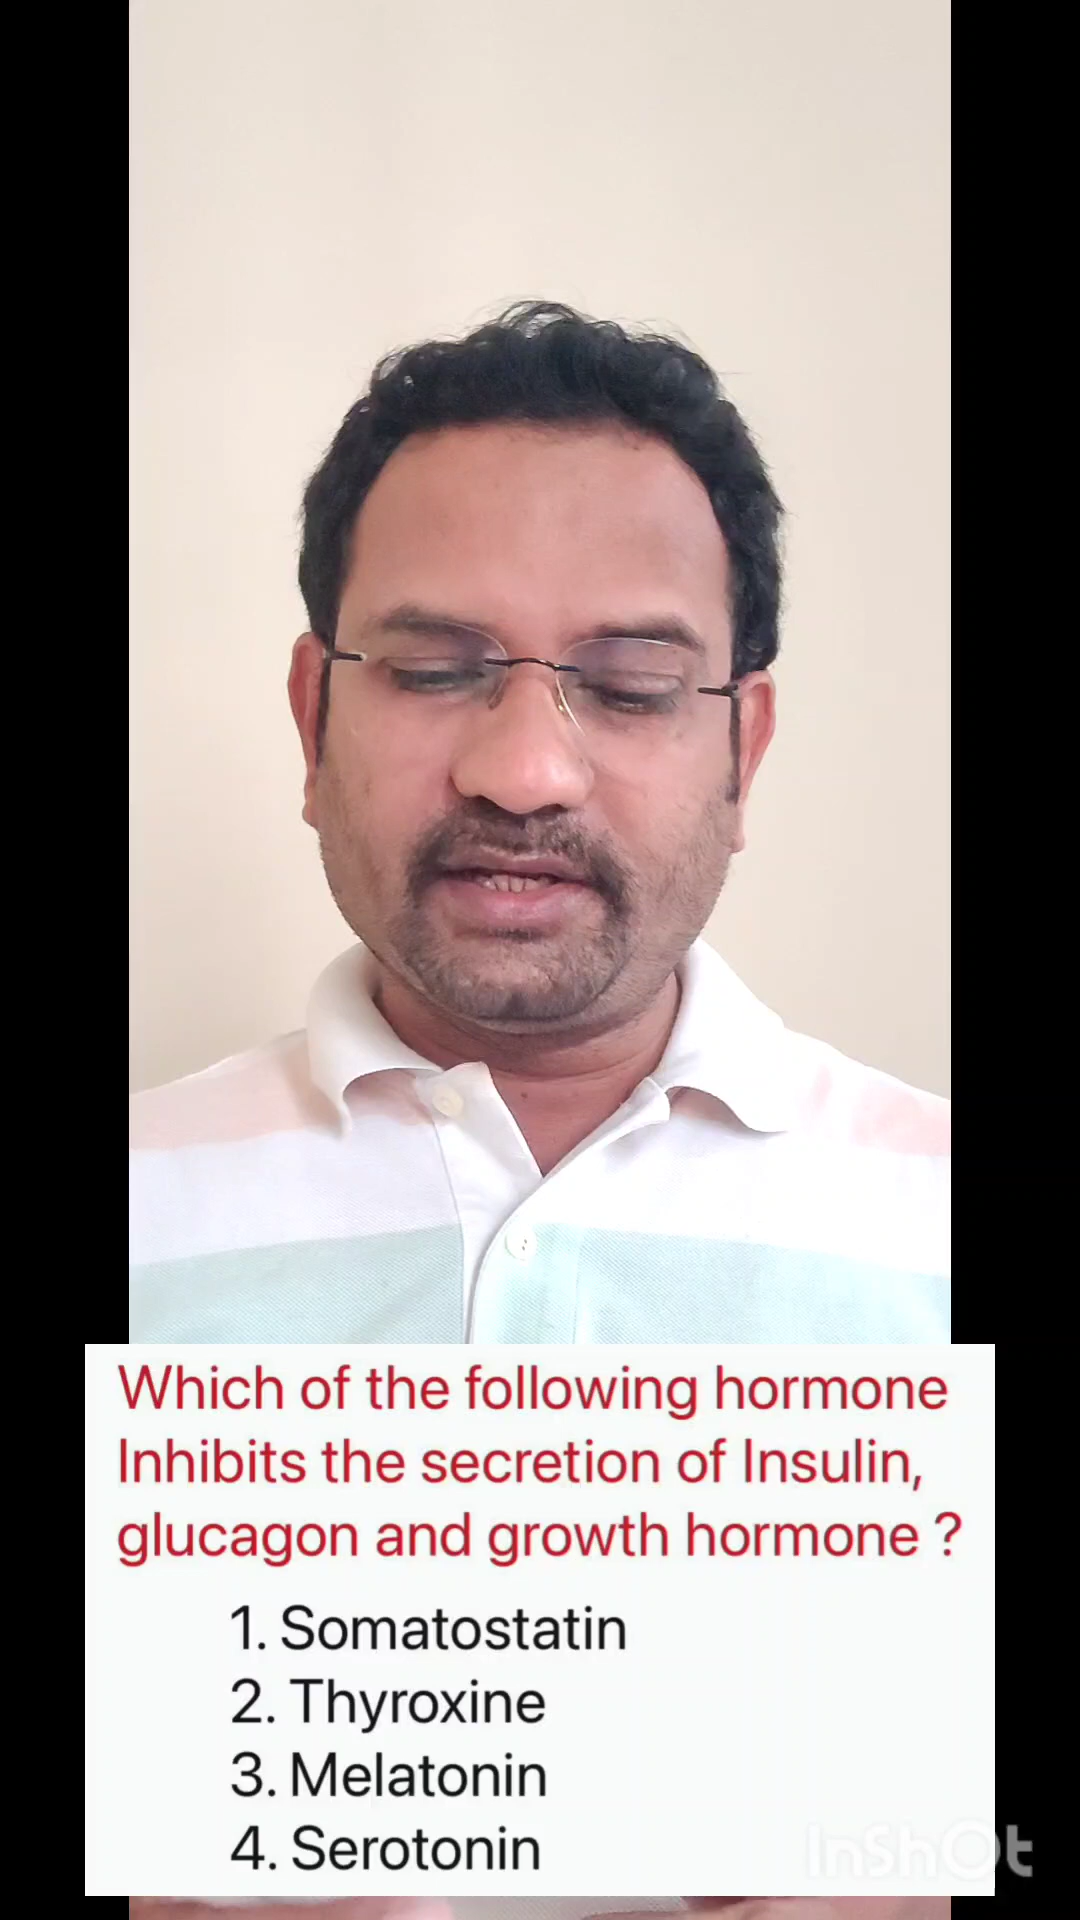 Which of the following hormone
Inhibits the secretion of Insulin,
glucagon and growth hormone ?
1. Somatostatin
2. Thyroxine
3. Melatonin
4. Serotonin
InShOt